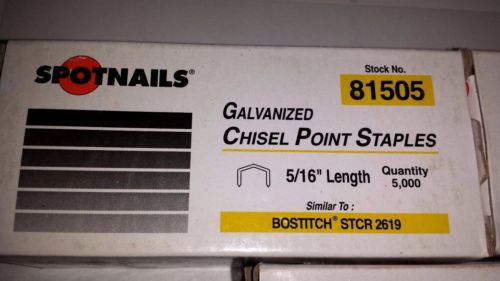 SPOTNAILS®
Stock No.
81505
GALVANIZED
CHISEL POINT STAPLES
5/16" Length
Quantity
5,000
Similar To :
BOSTITCH® STCR 2619